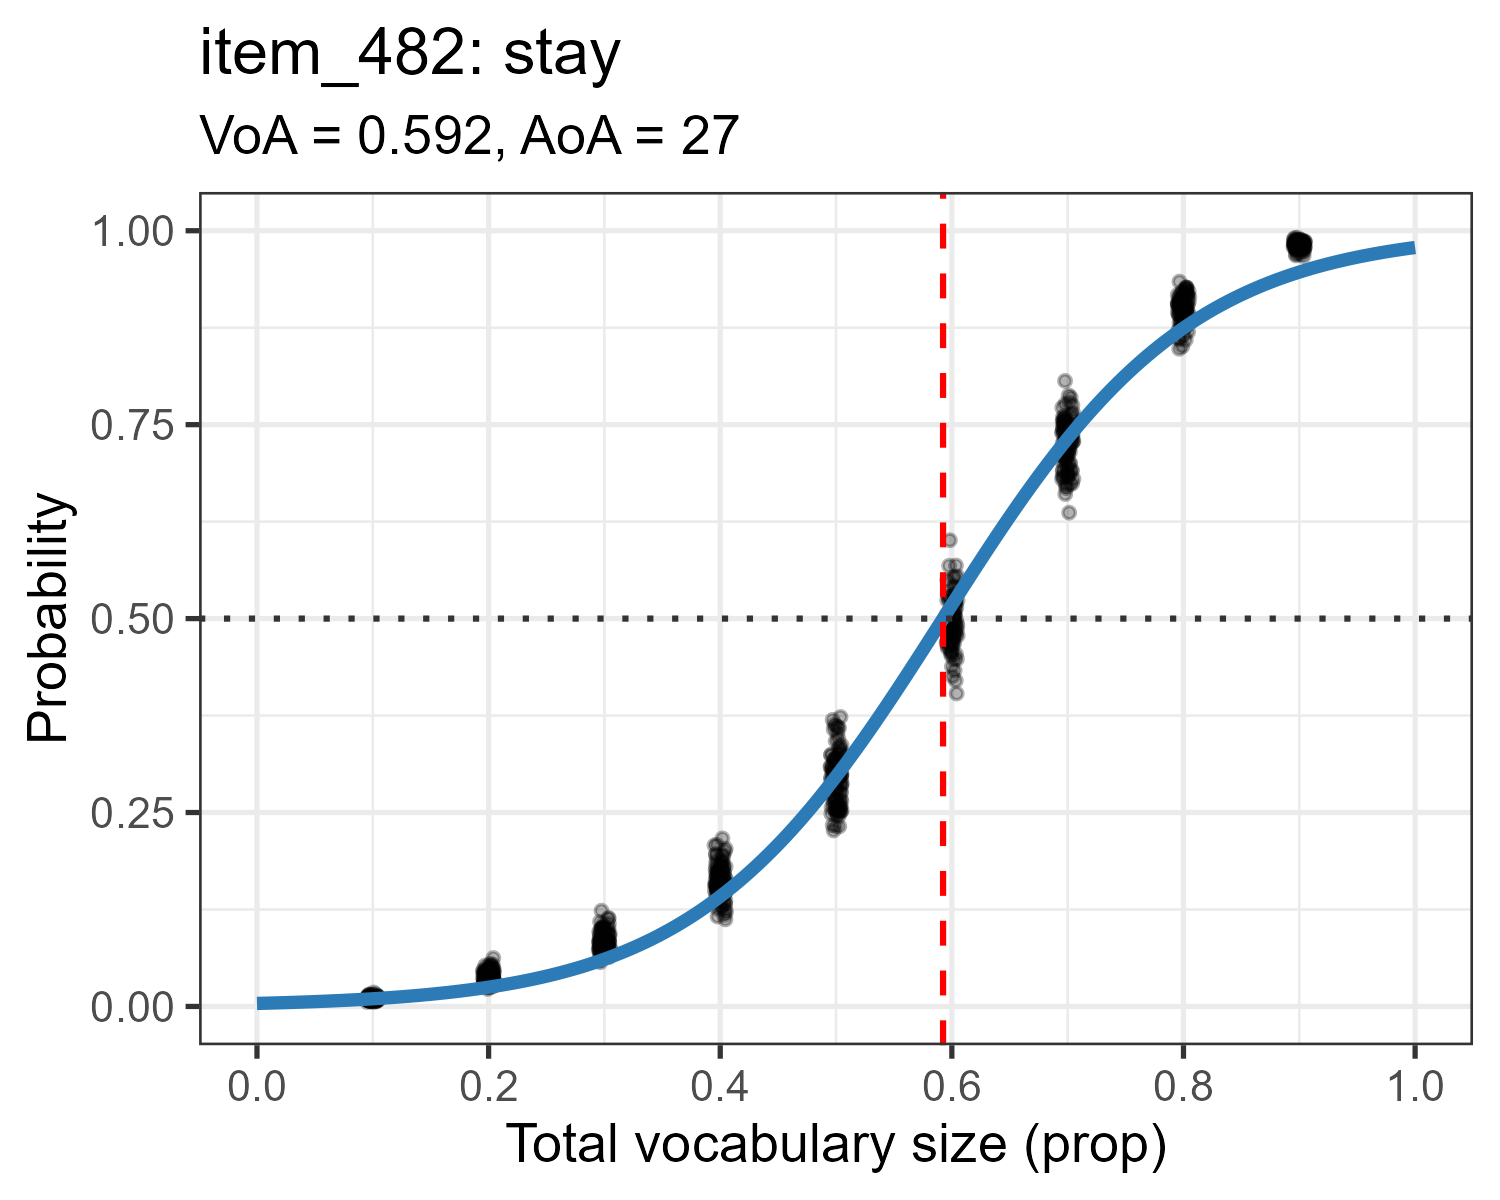 item_482: stay
VoA = 0.592, AoA = 27
1.00
0.75
0.50
0.25
0.00
Probability
0.0 0.2 0.4 0.6 0.8 1.0
Total vocabulary size (prop)